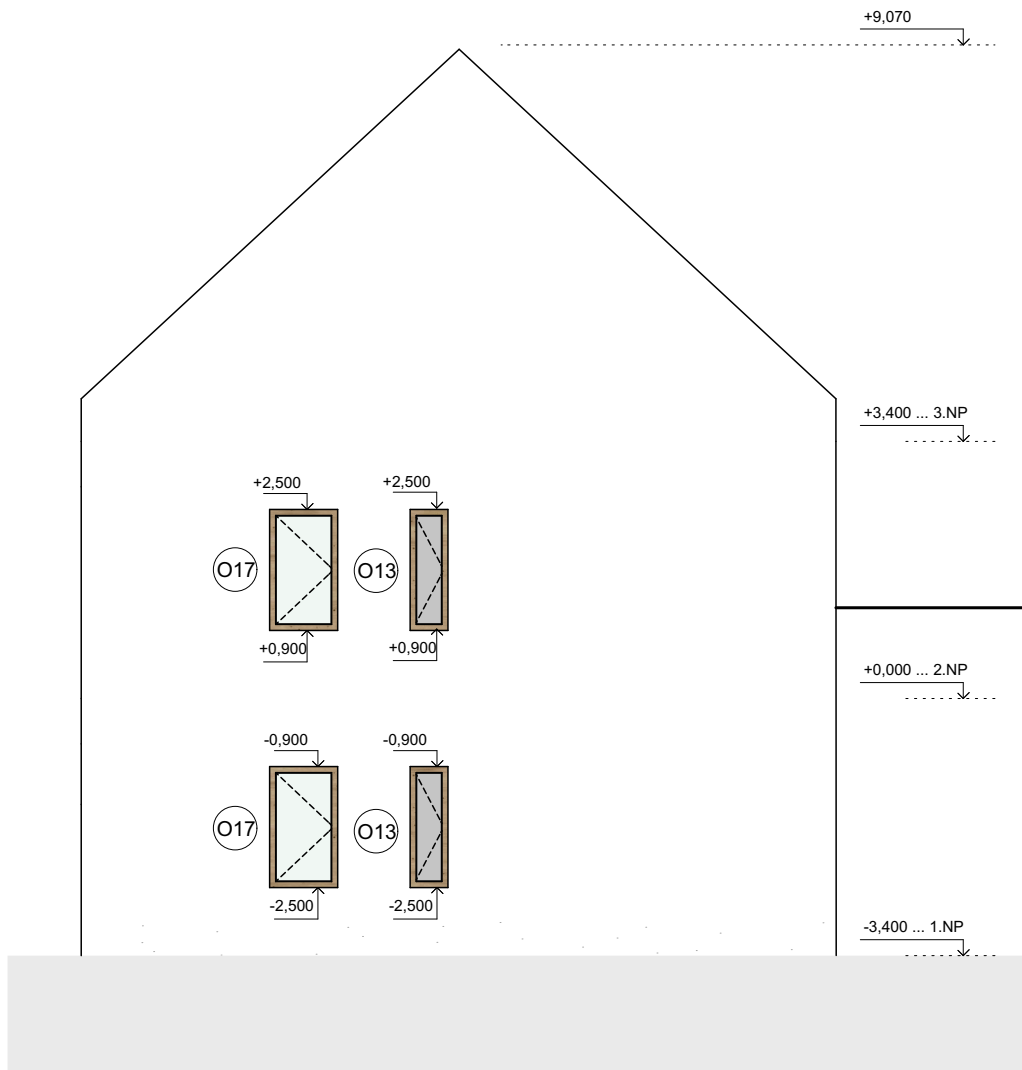 +9,070
+3,400 ... 3.NP
+2,500
+2,500
O17
O13
+0,900
+0,900
+0,000 ... 2.NP
-0,900
-0,900
O17
O13
-2,500
-2,500
-3,400 ... 1.NP